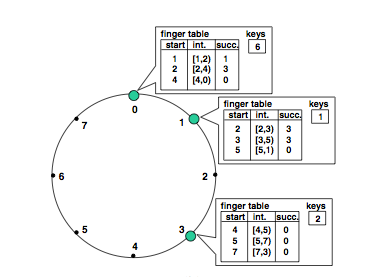 finger table keys
start int. succ. 6
1 [1,2) 1
2 [2,4) 3
4 [4,0) 0
0
finger table keys
start int. succ. 1
2 [2,3) 3
3 [3,5) 3
5 [5,1) 0
7 1
6 2
5 3
4
finger table keys
start int. succ. 2
4 [4,5) 0
5 [5,7) 0
7 [7,3) 0